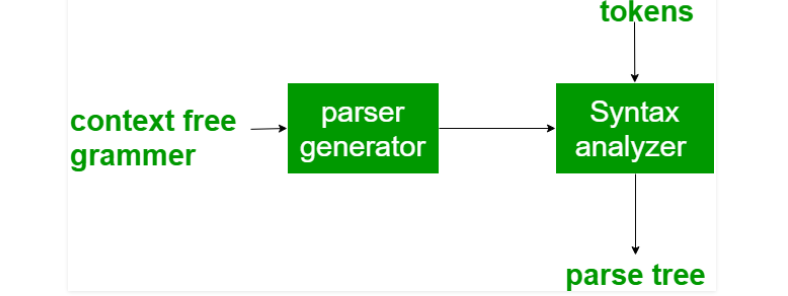 tokens
context free
grammer
parser
generator
Syntax
analyzer
parse tree